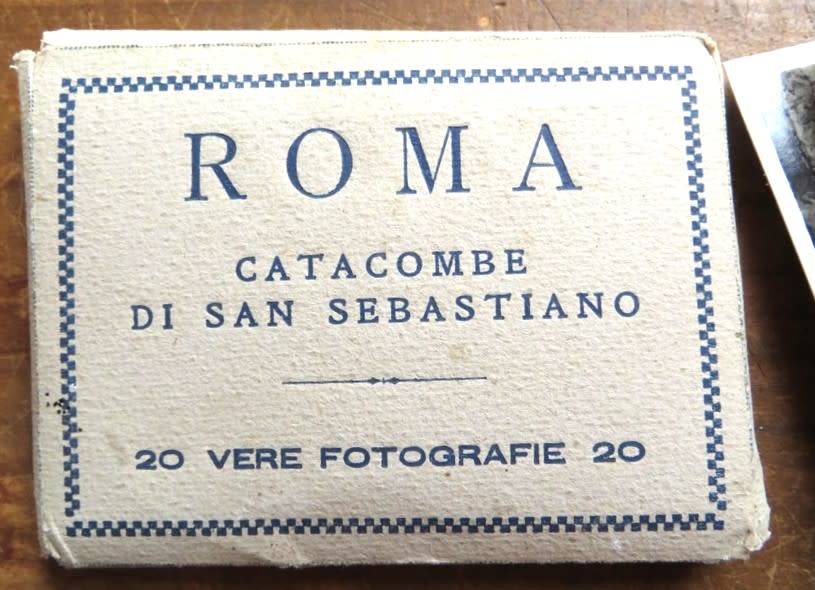 ROMA
CATACOMBE
DI SAN SEBASTIANO
20 VERE FOTOGRAFIE 20